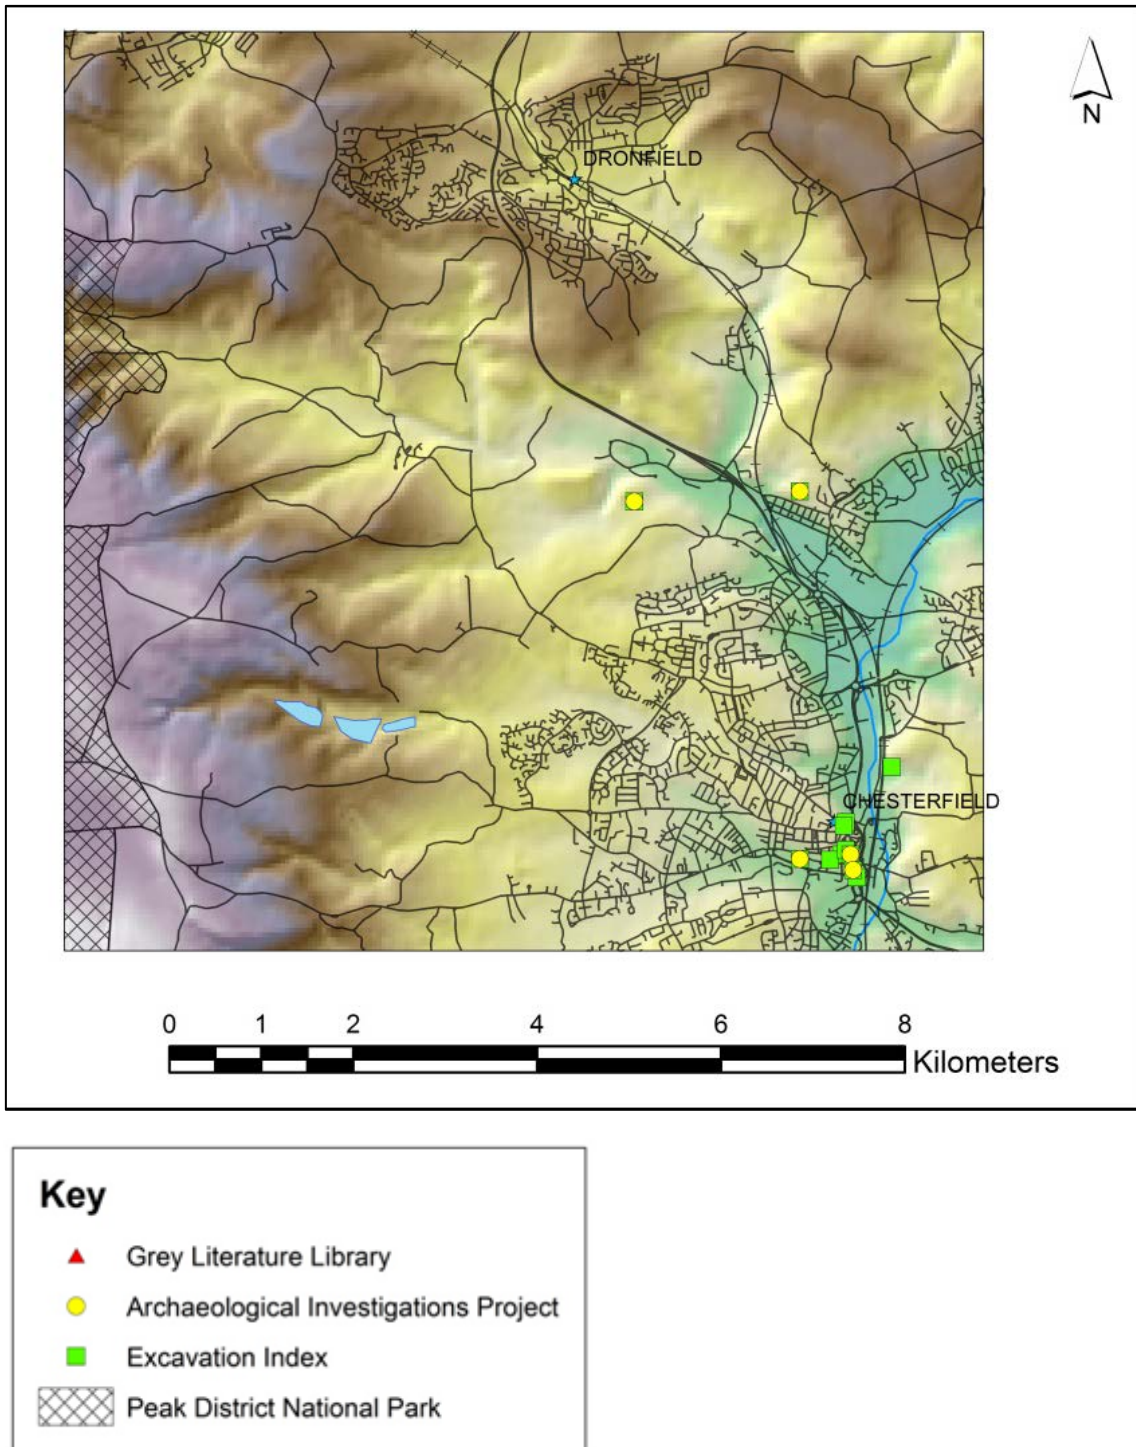 N
DRONFIELD
CHESTERFIELD
0 1 2 4 6 8
Kilometers
Key
Grey Literature Library
Archaeological Investigations Project
Excavation Index
Peak District National Park